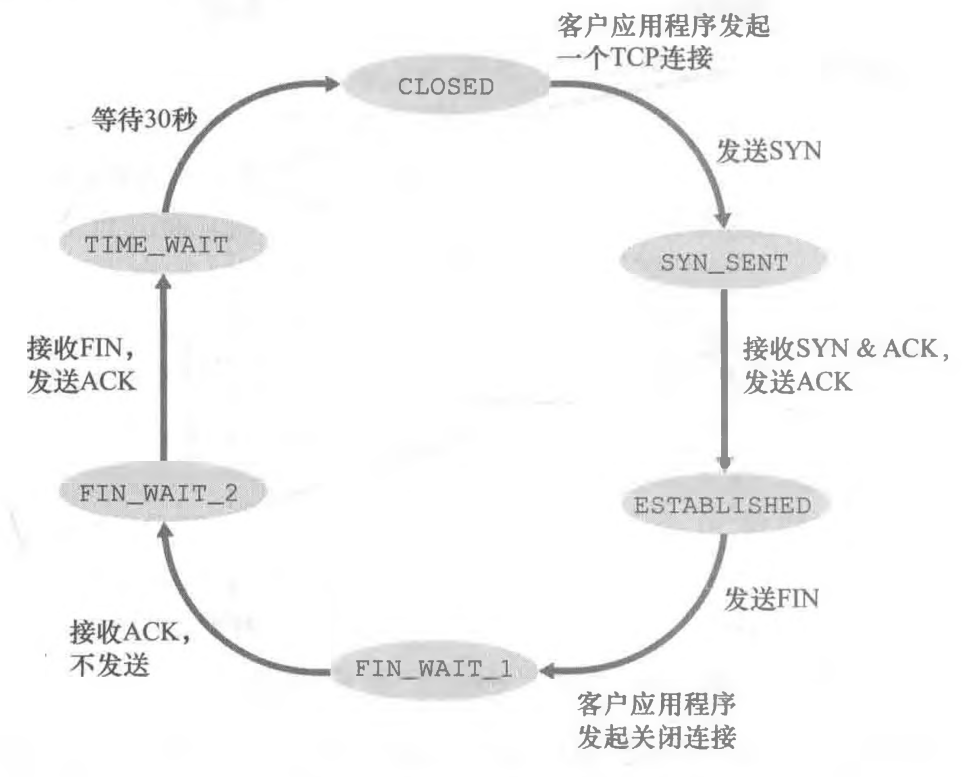 客户应用程序发起
一个TCP连接
CLOSED
等待30秒
发送SYN
TIME_WAIT
SYN_SENT
接收FIN，
发送ACK
接收SYN & ACK，
发送ACK
FIN_WAIT_2
ESTABLISHED
发送FIN
接收ACK，
不发送
FIN_WAIT_1
客户应用程序
发起关闭连接